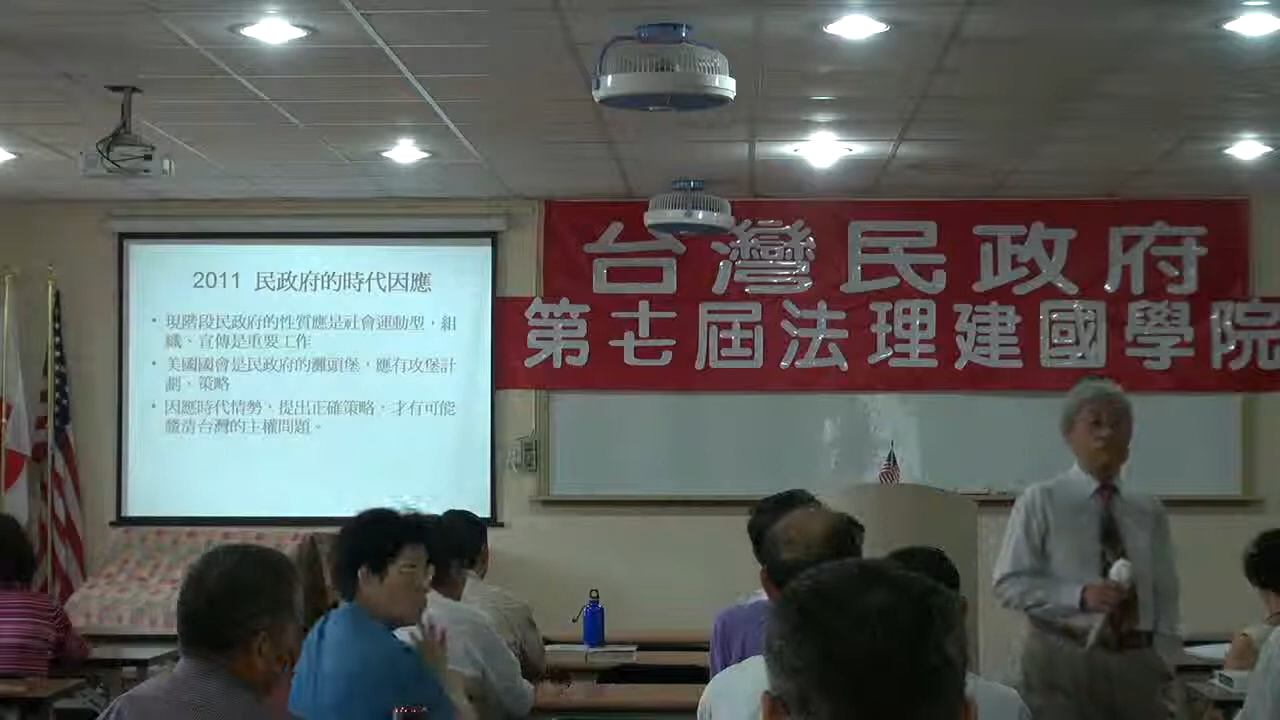 2011 民政府的時代因應
• 現階段民政府的性質應是社會運動型，組
織、宣傳是重要工作
• 美國國會是民政府的灘頭堡，應有攻堡計
劃、策略
• 因應時代情勢，提出正確策略，才有可能
釐清台灣的主權問題。
台灣民政府
第七屆法理建國學院